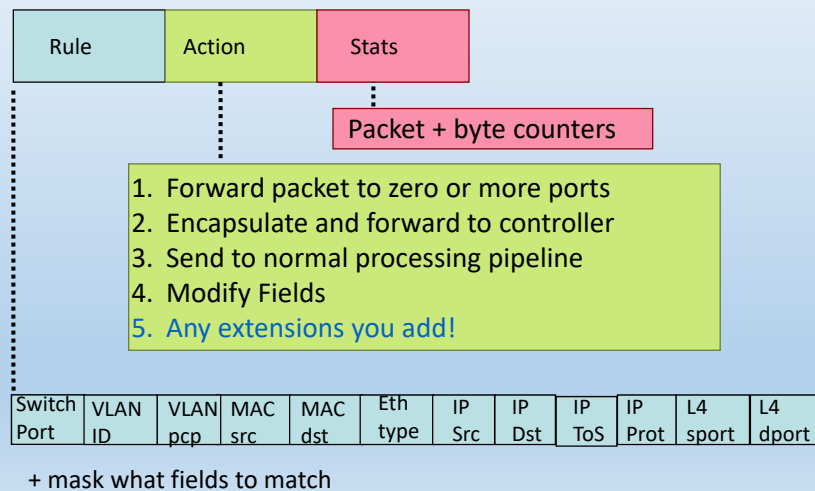 Rule Action Stats
Packet + byte counters
1. Forward packet to zero or more ports
2. Encapsulate and forward to controller
3. Send to normal processing pipeline
4. Modify Fields
5. Any extensions you add!
Switch Port VLAN ID VLAN pcp MAC src MAC dst Eth type IP Src IP Dst IP ToS IP Prot L4 sport L4 dport
+ mask what fields to match